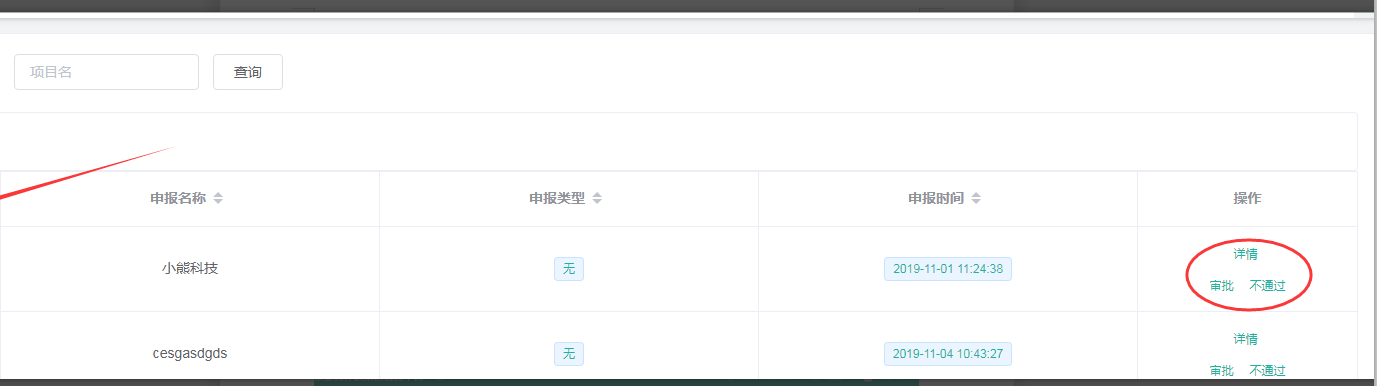 项目名 查询
申报名称 申报类型 申报时间 操作
小熊科技 无 2019-11-01 11:24:38 详情
审批 不通过
cesgasdgds 无 2019-11-04 10:43:27 详情
审批 不通过